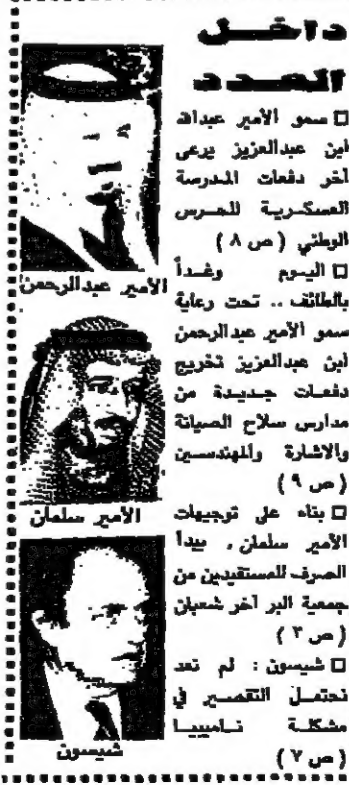 داخل
العدد
□ سمو الأمير عبدالله
ابن عبدالعزيز يرعى
آخر دفعات المدرسة
العسكرية للحرس
الوطني (ص ٨)
□ اليوم وغداً
بالطائف .. تحت رعاية
سمو الأمير عبدالرحمن
ابن عبدالعزيز تخريج
دفعات جديدة من
مدارس سلاح الصيانة
والاشارة والمهندسين
(ص ٩)
□ بناء على توجيهات
الأمير سلمان، يبدأ
الصرف للمستفيدين من
جمعية البر آخر شعبان
(ص ٣)
□ شيسون : لم نعد
نحتمل التقصير في
مشكلة ناميبيا
(ص ٧)
الأمير عبدالرحمن
الأمير سلمان
شيسون